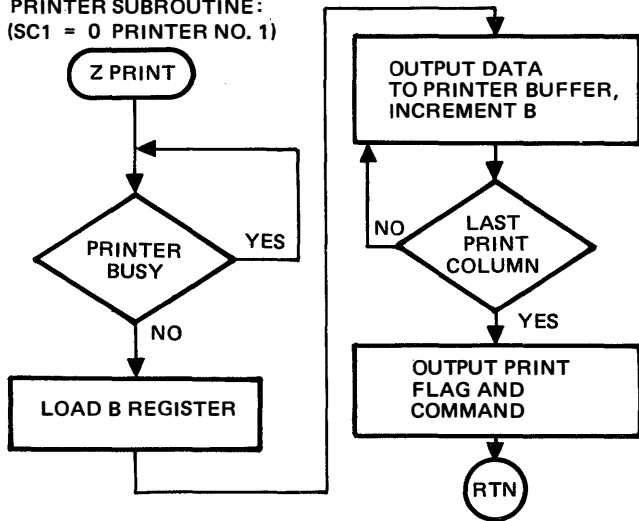 PRINTER SUBROUTINE:
(SC1 = 0 PRINTER NO. 1)
Z PRINT
PRINTER
BUSY
YES
NO
LOAD B REGISTER
OUTPUT DATA
TO PRINTER BUFFER,
INCREMENT B
LAST
PRINT
COLUMN
NO
YES
OUTPUT PRINT
FLAG AND
COMMAND
RTN